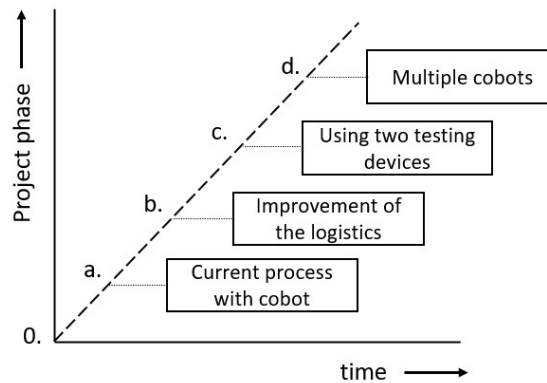 Project phase
d.
Multiple cobots
c.
Using two testing
devices
b.
Improvement of
the logistics
a.
Current process
with cobot
0.
time